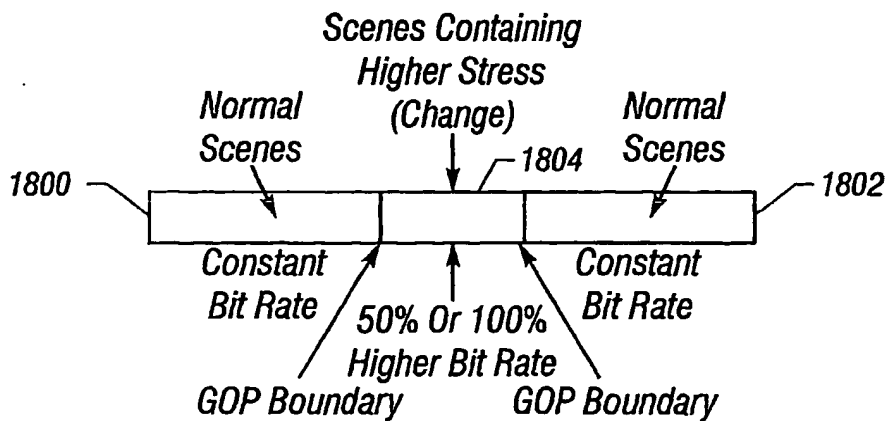 Scenes Containing
Higher Stress
(Change)
Normal
Scenes
Normal
Scenes
1800
1804
1802
Constant
Bit Rate
50% Or 100%
Higher Bit Rate
Constant
Bit Rate
GOP Boundary
GOP Boundary